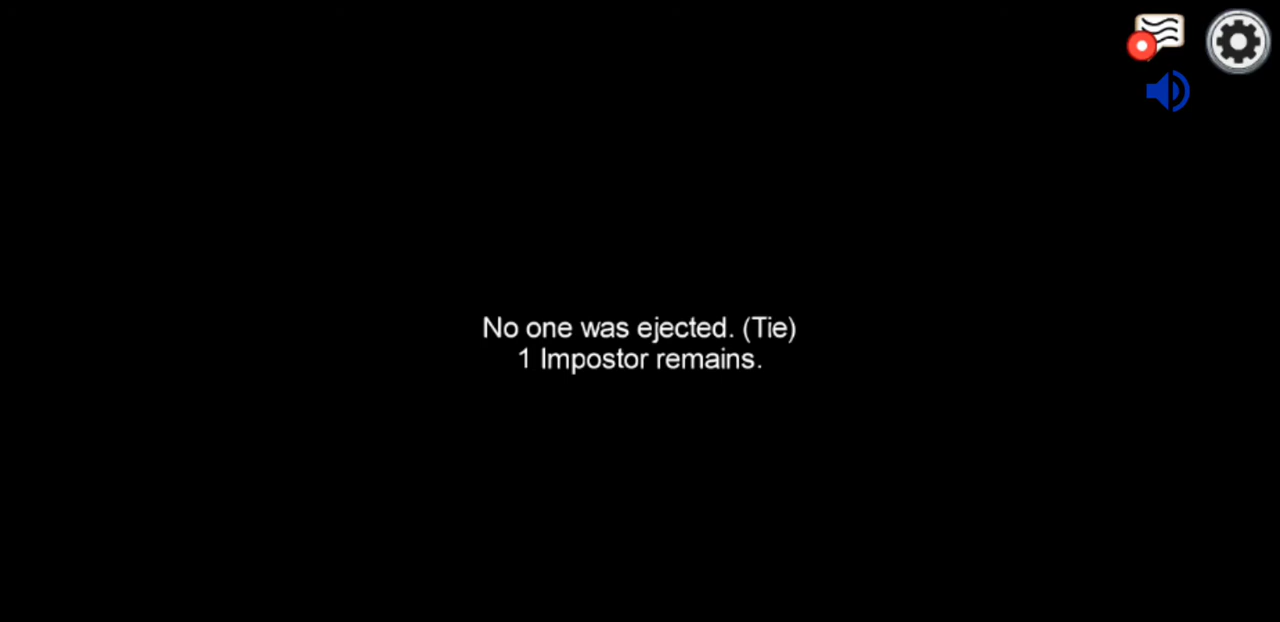 No one was ejected. (Tie)
1 Impostor remains.